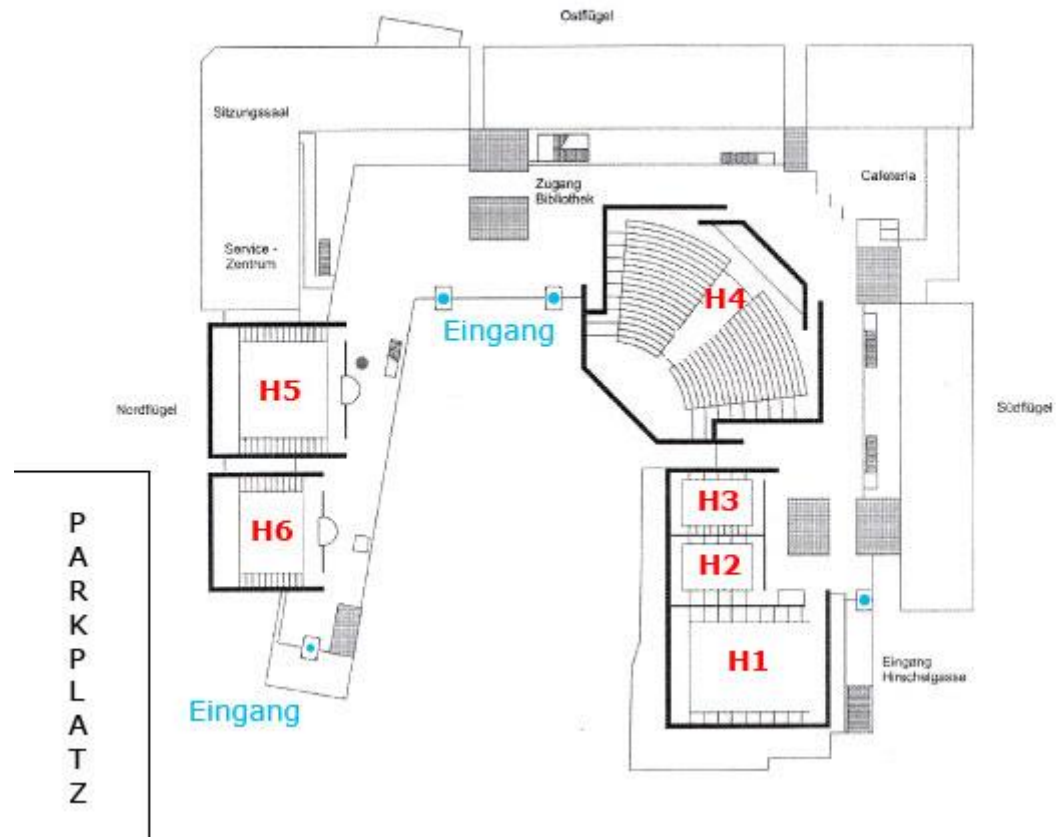 Ostflügel
Sitzungssaal
Cafeteria
Zugang
Bibliothek
Service -
Zentrum
H4
Eingang
H5
Nordflügel
Südflügel
H3
H6
H2
PARKPLATZ
H1
Eingang
Hirschelgasse
Eingang